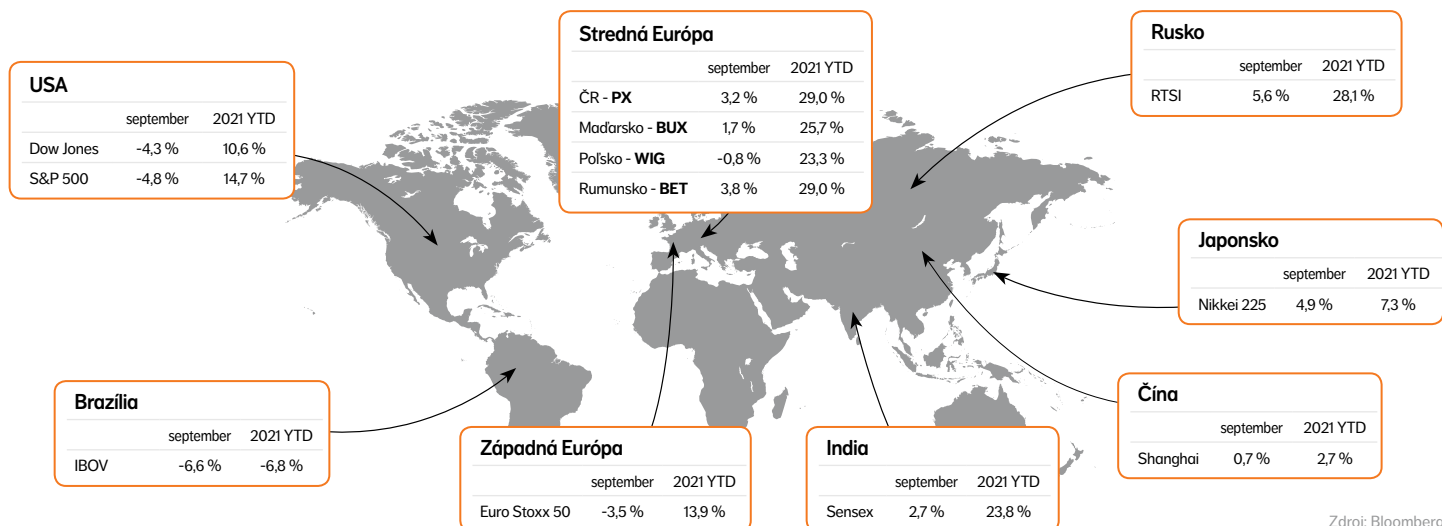 USA
september 2021 YTD
Dow Jones -4,3 % 10,6 %
S&P 500 -4,8 % 14,7 %
Stredná Európa
september 2021 YTD
ČR - PX 3,2 % 29,0 %
Maďarsko - BUX 1,7 % 25,7 %
Poľsko - WIG -0,8 % 23,3 %
Rumunsko - BET 3,8 % 29,0 %
Rusko
september 2021 YTD
RTSI 5,6 % 28,1 %
Japonsko
september 2021 YTD
Nikkei 225 4,9 % 7,3 %
Brazília
september 2021 YTD
IBOV -6,6 % -6,8 %
Západná Európa
september 2021 YTD
Euro Stoxx 50 -3,5 % 13,9 %
India
september 2021 YTD
Sensex 2,7 % 23,8 %
Čína
september 2021 YTD
Shanghai 0,7 % 2,7 %
Zdroj: Bloomberg